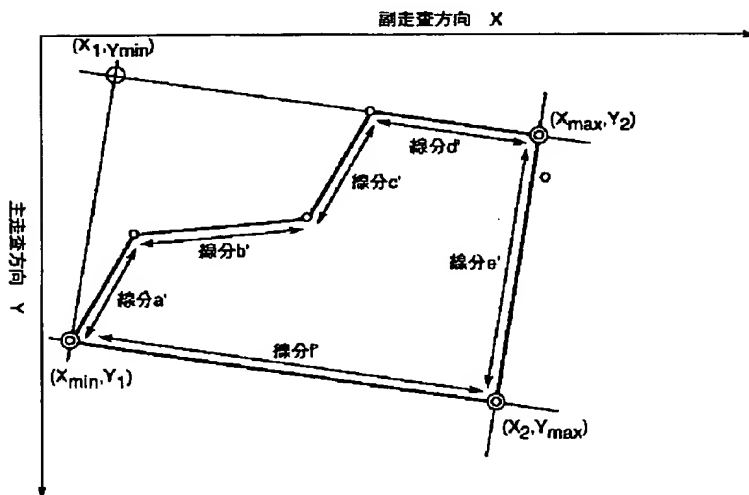 副走査方向 X
(X1,Ymin)
(Xmax,Y2)
線分d'
線分c'
線分b'
線分e'
線分a'
主走査方向 Y
線分f'
(Xmin,Y1)
(X2,Ymax)